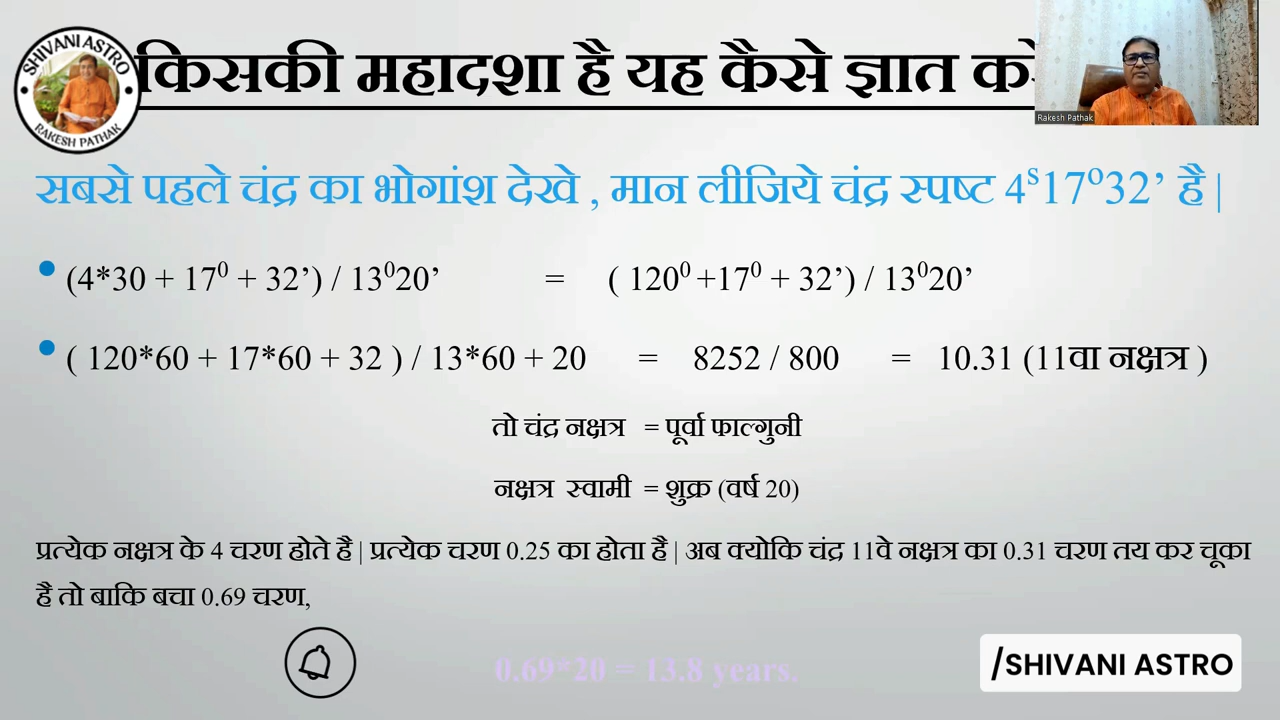 SHIVANI ASTRO
RAKESH PATHAK
किसकी महादशा है यह कैसे ज्ञात करे
Rakesh Pathak
सबसे पहले चंद्र का भोगांश देखे , मान लीजिये चंद्र स्पष्ट 4ˢ17⁰32’ है |
• (4*30 + 17⁰ + 32’) / 13⁰20’ = ( 120⁰ +17⁰ + 32’) / 13⁰20’
• ( 120*60 + 17*60 + 32 ) / 13*60 + 20 = 8252 / 800 = 10.31 (11वा नक्षत्र )
तो चंद्र नक्षत्र = पूर्वा फाल्गुनी
नक्षत्र स्वामी = शुक्र (वर्ष 20)
प्रत्येक नक्षत्र के 4 चरण होते है | प्रत्येक चरण 0.25 का होता है | अब क्योकि चंद्र 11वे नक्षत्र का 0.31 चरण तय कर चूका
है तो बाकि बचा 0.69 चरण,
0.69*20 = 13.8 years.
/SHIVANI ASTRO